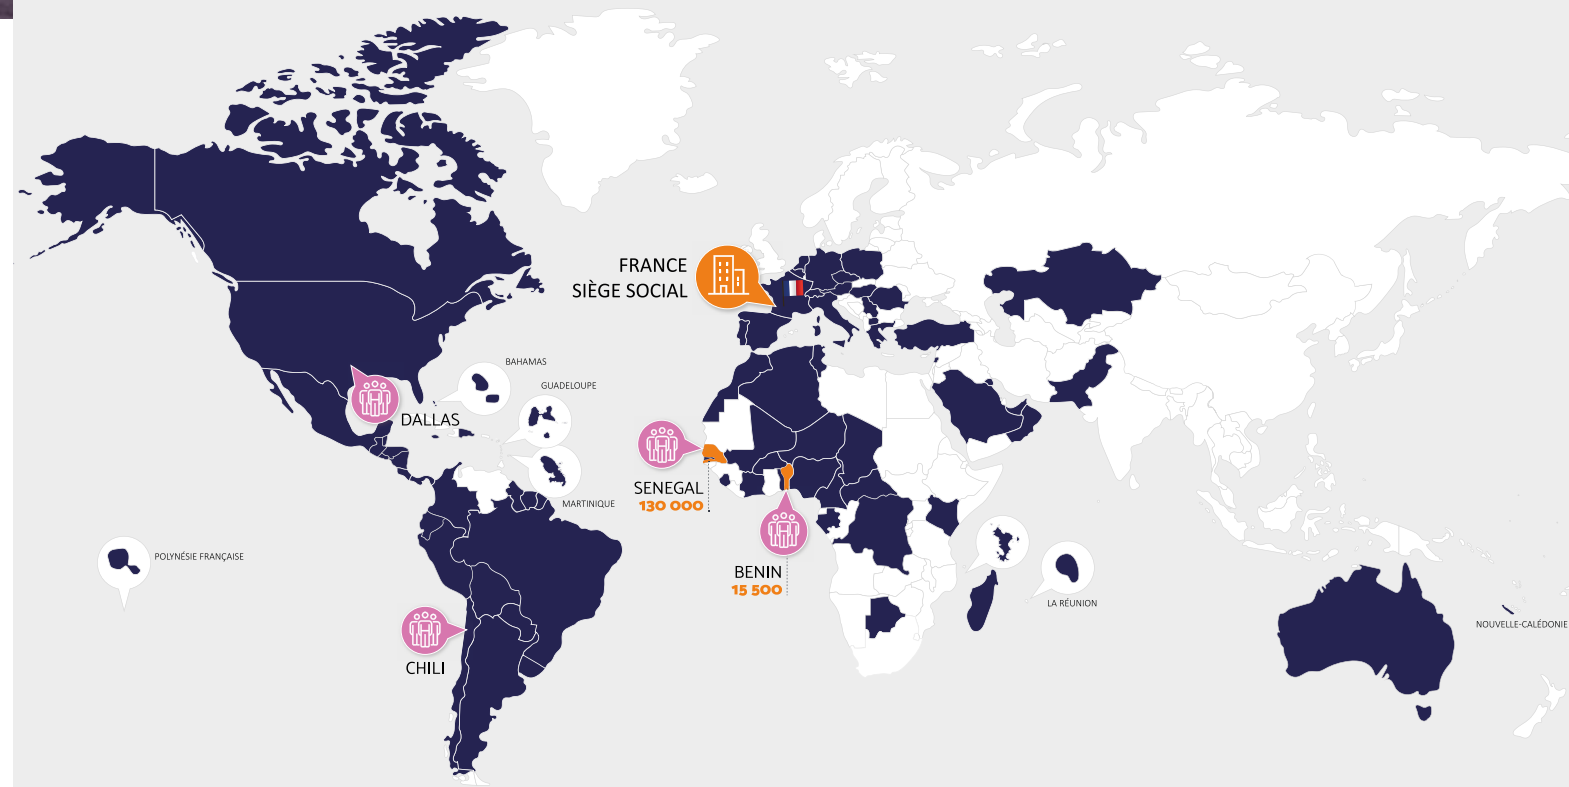 FRANCE
SIÈGE SOCIAL
BAHAMAS
GUADELOUPE
DALLAS
MARTINIQUE
SENEGAL
130 000
POLYNÉSIE FRANÇAISE
BENIN
15 500
LA RÉUNION
NOUVELLE-CALÉDONIE
CHILI